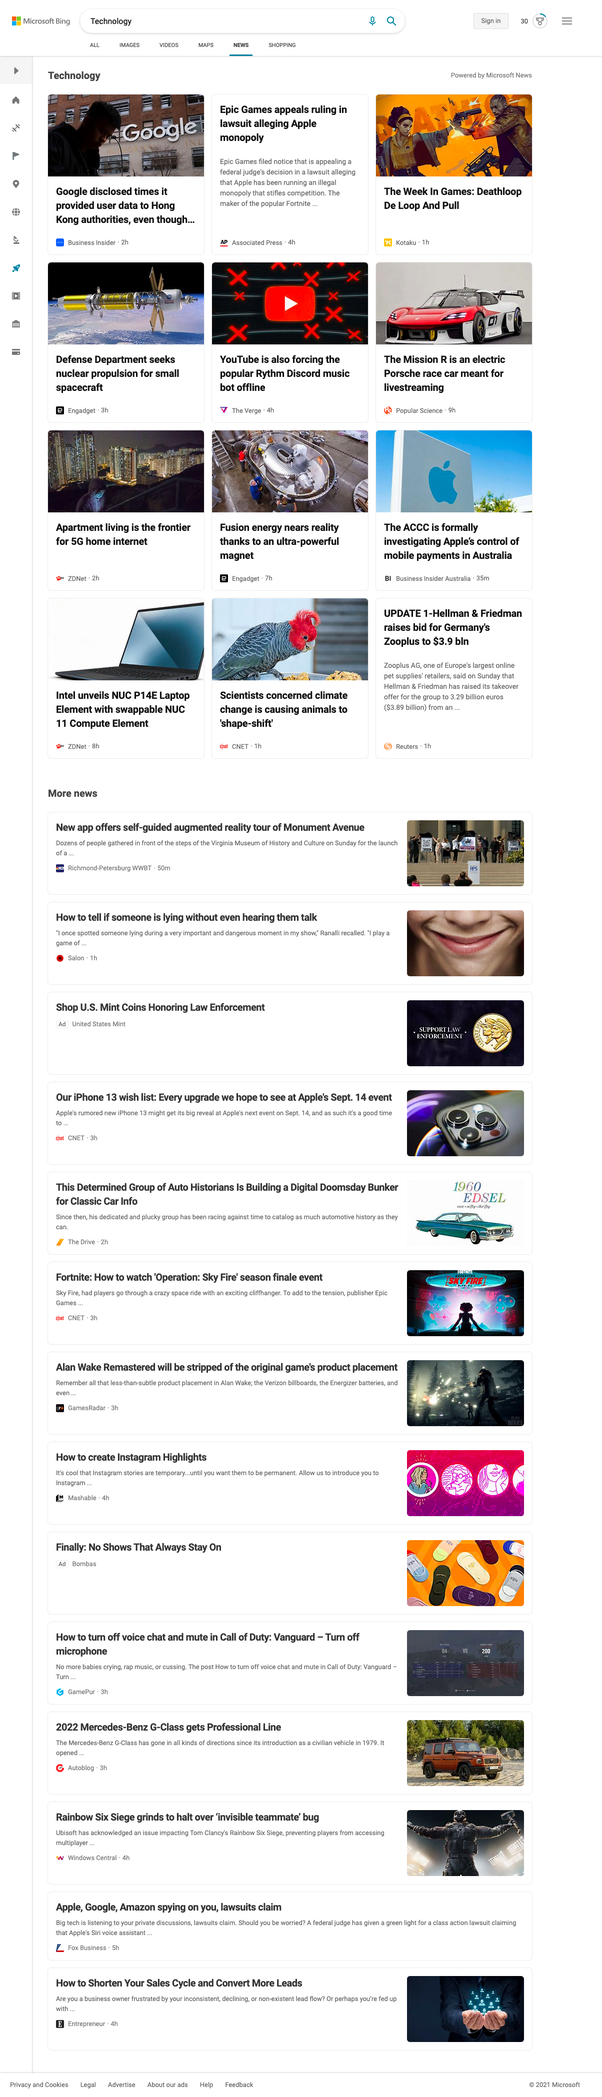 Microsoft Bing
Technology
Sign in
30
ALL
IMAGES
VIDEOS
MAPS
NEWS
SHOPPING
Technology
Powered by Microsoft News
Google
Google disclosed times it
provided user data to Hong
Kong authorities, even though...
Business Insider · 2h
Epic Games appeals ruling in
lawsuit alleging Apple
monopoly
Epic Games filed notice that is appealing a
federal judge's decision in a lawsuit alleging
that Apple has been running an illegal
monopoly that stifles competition. The
maker of the popular Fortnite ...
AP Associated Press · 4h
The Week In Games: Deathloop
De Loop And Pull
Kotaku · 1h
Defense Department seeks
nuclear propulsion for small
spacecraft
Engadget · 3h
YouTube is also forcing the
popular Rythm Discord music
bot offline
The Verge · 4h
The Mission R is an electric
Porsche race car meant for
livestreaming
Popular Science · 9h
Apartment living is the frontier
for 5G home internet
ZDNet · 2h
Fusion energy nears reality
thanks to an ultra-powerful
magnet
Engadget · 7h
The ACCC is formally
investigating Apple's control of
mobile payments in Australia
BI Business Insider Australia · 35m
Intel unveils NUC P14E Laptop
Element with swappable NUC
11 Compute Element
ZDNet · 8h
Scientists concerned climate
change is causing animals to
'shape-shift'
CNET · 1h
UPDATE 1-Hellman & Friedman
raises bid for Germany's
Zooplus to $3.9 bln
Zooplus AG, one of Europe's largest online
pet supplies' retailers, said on Sunday that
Hellman & Friedman has raised its takeover
offer for the group to 3.29 billion euros
($3.89 billion) from an ...
Reuters · 1h
More news
New app offers self-guided augmented reality tour of Monument Avenue
Dozens of people gathered in front of the steps of the Virginia Museum of History and Culture on Sunday for the launch
of a ...
Richmond-Petersburg WWBT · 50m
How to tell if someone is lying without even hearing them talk
"I once spotted someone lying during a very important and dangerous moment in my show," Ranalli recalled. "I play a
game of ...
Salon · 1h
Shop U.S. Mint Coins Honoring Law Enforcement
Ad United States Mint
SUPPORT LAW
ENFORCEMENT
Our iPhone 13 wish list: Every upgrade we hope to see at Apple's Sept. 14 event
Apple's rumored new iPhone 13 might get its big reveal at Apple's next event on Sept. 14, and as such it's a good time
to ...
CNET · 3h
This Determined Group of Auto Historians Is Building a Digital Doomsday Bunker
for Classic Car Info
Since then, his dedicated and plucky group has been racing against time to catalog as much automotive history as they
can.
The Drive · 2h
1960
EDSEL
Fortnite: How to watch 'Operation: Sky Fire' season finale event
Sky Fire, had players go through a crazy space ride with an exciting cliffhanger. To add to the tension, publisher Epic
Games ...
CNET · 3h
SKY FIRE
Alan Wake Remastered will be stripped of the original game's product placement
Remember all that less-than-subtle product placement in Alan Wake; the Verizon billboards, the Energizer batteries, and
even ...
GamesRadar · 3h
How to create Instagram Highlights
It's cool that Instagram stories are temporary...until you want them to be permanent. Allow us to introduce you to
Instagram ...
Mashable · 4h
Finally: No Shows That Always Stay On
Ad Bombas
How to turn off voice chat and mute in Call of Duty: Vanguard – Turn off
microphone
No more babies crying, rap music, or cussing. The post How to turn off voice chat and mute in Call of Duty: Vanguard –
Turn ...
GamePur · 3h
VS 200
2022 Mercedes-Benz G-Class gets Professional Line
The Mercedes-Benz G-Class has gone in all kinds of directions since its introduction as a civilian vehicle in 1979. It
opened ...
Autoblog · 3h
Rainbow Six Siege grinds to halt over 'invisible teammate' bug
Ubisoft has acknowledged an issue impacting Tom Clancy's Rainbow Six Siege, preventing players from accessing
multiplayer ...
Windows Central · 4h
Apple, Google, Amazon spying on you, lawsuits claim
Big tech is listening to your private discussions, lawsuits claim. Should you be worried? A federal judge has given a green light for a class action lawsuit claiming
that Apple's Siri voice assistant ...
Fox Business · 5h
How to Shorten Your Sales Cycle and Convert More Leads
Are you a business owner frustrated by your inconsistent, declining, or non-existent lead flow? Or perhaps you're fed up
with ...
Entrepreneur · 4h
Privacy and Cookies
Legal
Advertise
About our ads
Help
Feedback
© 2021 Microsoft